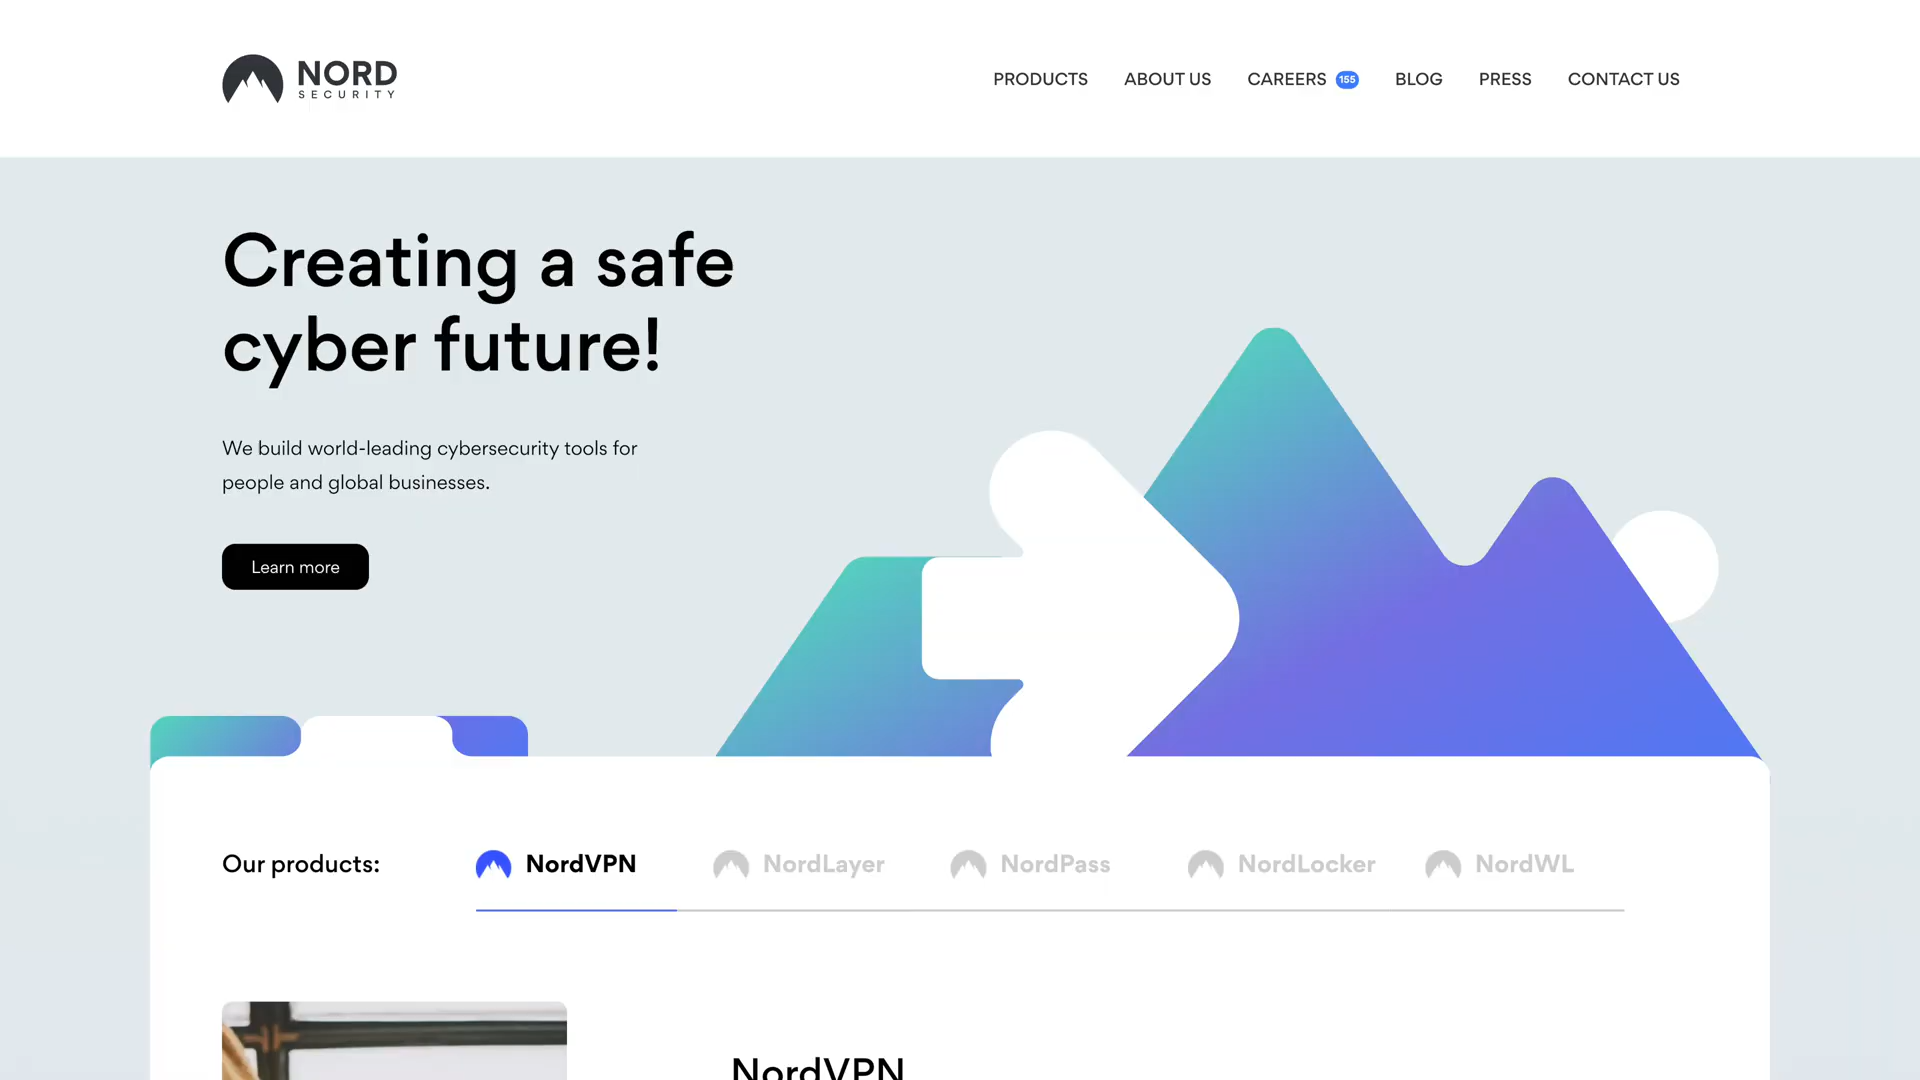 NORD
SECURITY
PRODUCTS
ABOUT US
CAREERS 155
BLOG
PRESS
CONTACT US
Creating a safe
cyber future!
We build world-leading cybersecurity tools for
people and global businesses.
Learn more
Our products:
NordVPN
NordLayer
NordPass
NordLocker
NordWL
NordVPN